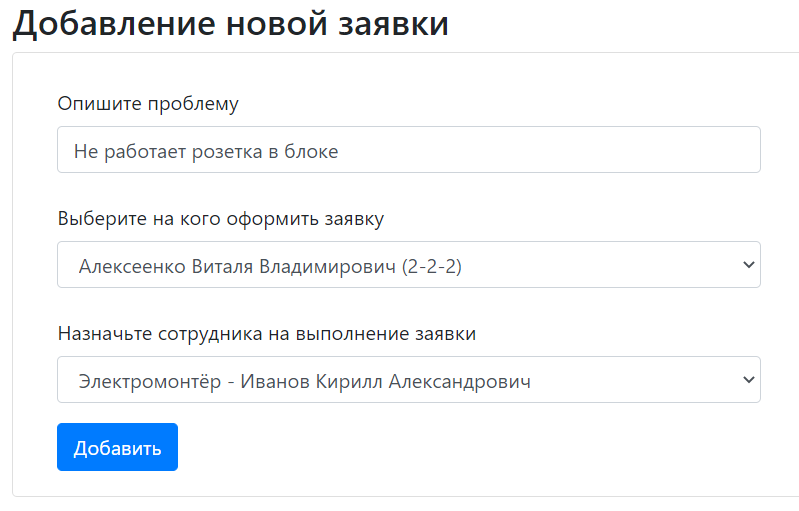 Добавление новой заявки
Опишите проблему
Не работает розетка в блоке
Выберите на кого оформить заявку
Алексеенко Виталя Владимирович (2-2-2)
Назначьте сотрудника на выполнение заявки
Электромонтёр - Иванов Кирилл Александрович
Добавить